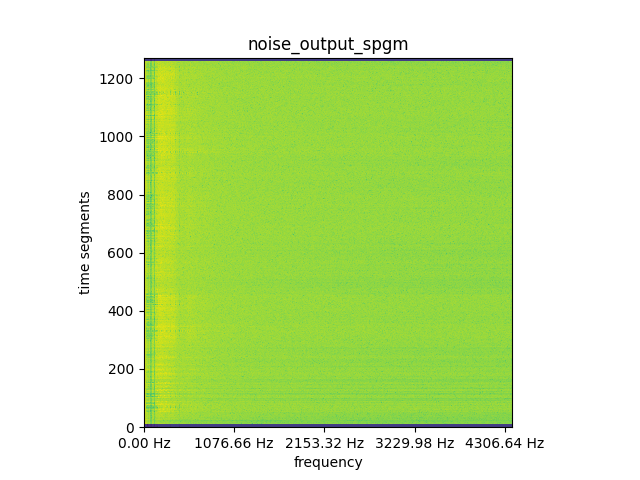 noise_output_spgm
1200
1000
800
600
400
200
0
time segments
0.00 Hz
1076.66 Hz
2153.32 Hz
3229.98 Hz
4306.64 Hz
frequency